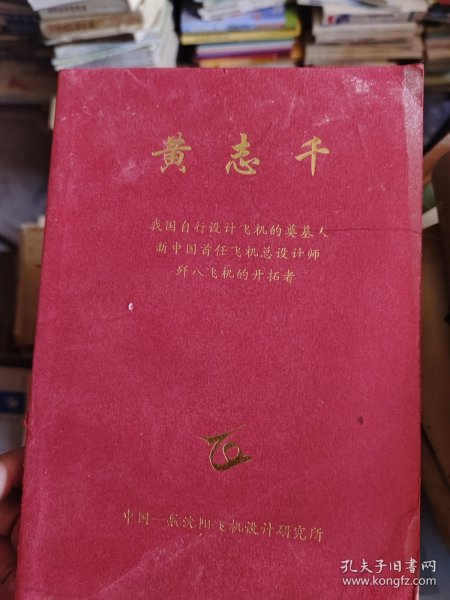 黄志千
我国自行设计飞机的奠基人
新中国首任飞机总设计师
歼八飞机的开拓者
中国一航沈阳飞机设计研究所
孔夫子旧书网
www.kongfz.com